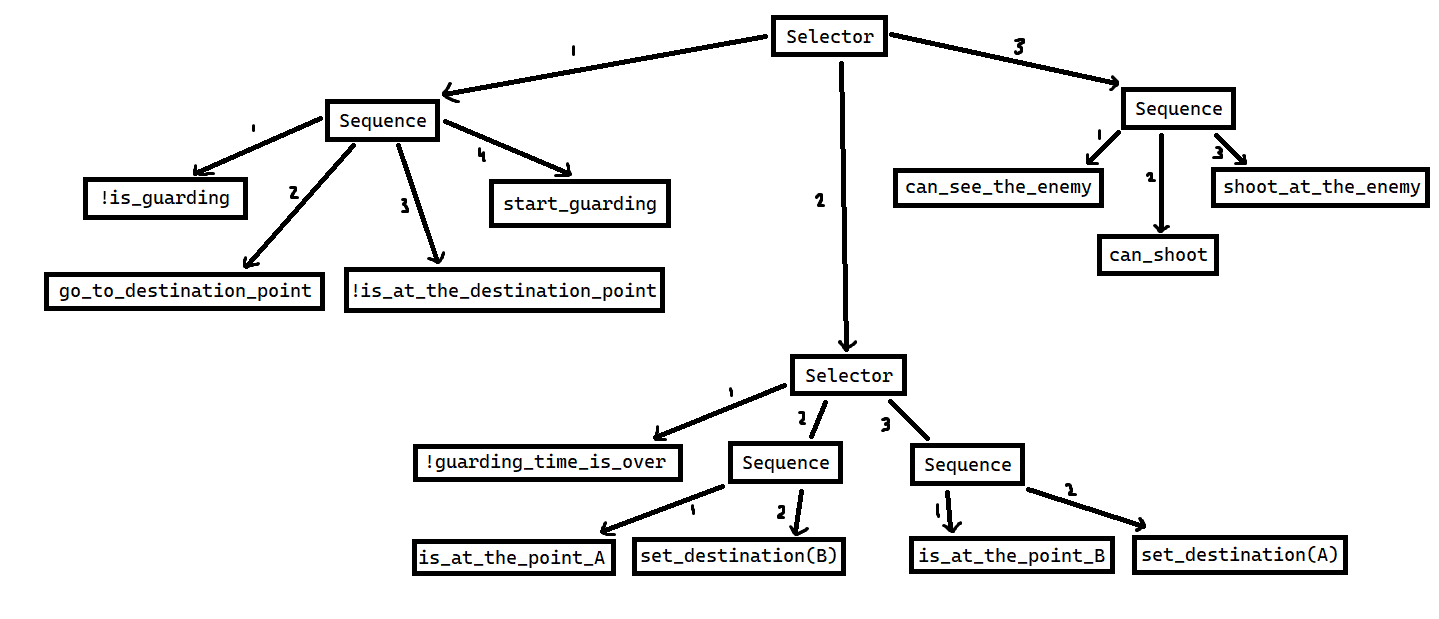 Selector
1
3
Sequence
Sequence
1
1
4
!is_guarding
2
start_guarding
2
3
can_see_the_enemy
shoot_at_the_enemy
3
2
can_shoot
go_to_destination_point
!is_at_the_destination_point
Selector
1
2
3
!guarding_time_is_over
Sequence
Sequence
1
2
1
2
is_at_the_point_A
set_destination(B)
is_at_the_point_B
set_destination(A)